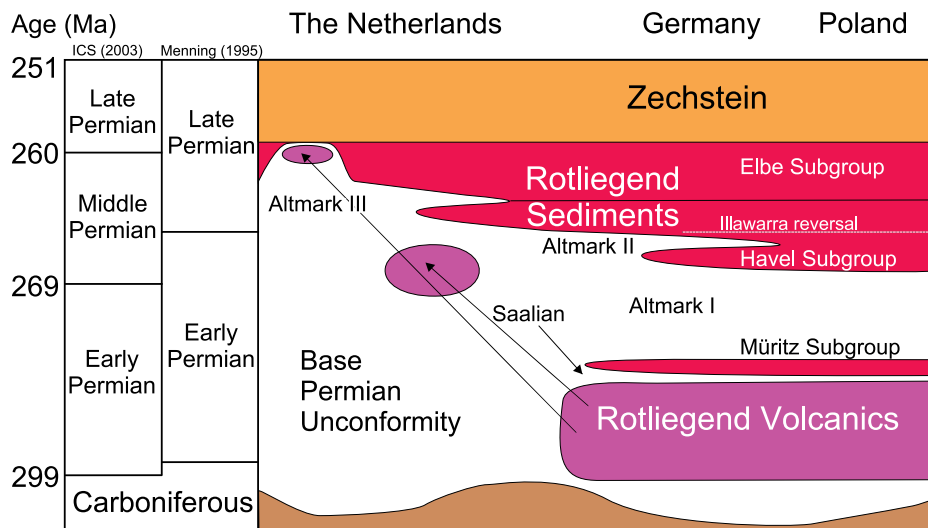 Age (Ma)
The Netherlands
Germany
Poland
ICS (2003)
Menning (1995)
251
Late
Permian
Late
Permian
Zechstein
260
Elbe Subgroup
Rotliegend
Sediments
Altmark III
Middle
Permian
Illawarra reversal
Altmark II
Havel Subgroup
269
Altmark I
Saalian
Early
Permian
Early
Permian
Müritz Subgroup
Base
Permian
Unconformity
Rotliegend Volcanics
299
Carboniferous